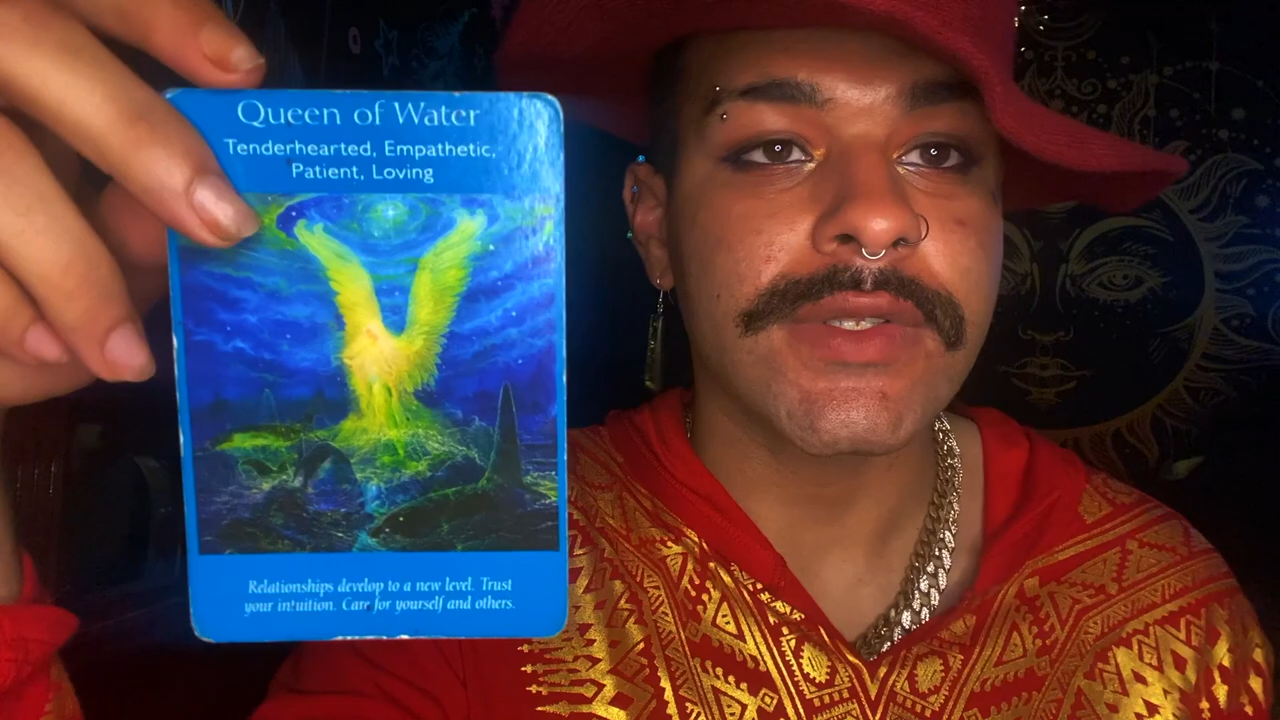 Queen of Water
Tenderhearted, Empathetic,
Patient, Loving
Relationships develop to a new level. Trust
your intuition. Care for yourself and others.